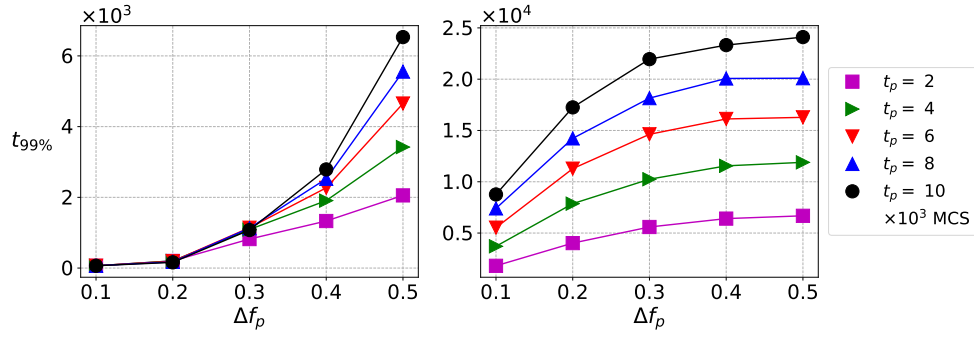 ×10³
t₉₉%
6
4
2
0
0.1 0.2 0.3 0.4 0.5
Δfₚ
×10⁴
2.5
2.0
1.5
1.0
0.5
0.1 0.2 0.3 0.4 0.5
Δfₚ
tₚ = 2
tₚ = 4
tₚ = 6
tₚ = 8
tₚ = 10
×10³ MCS